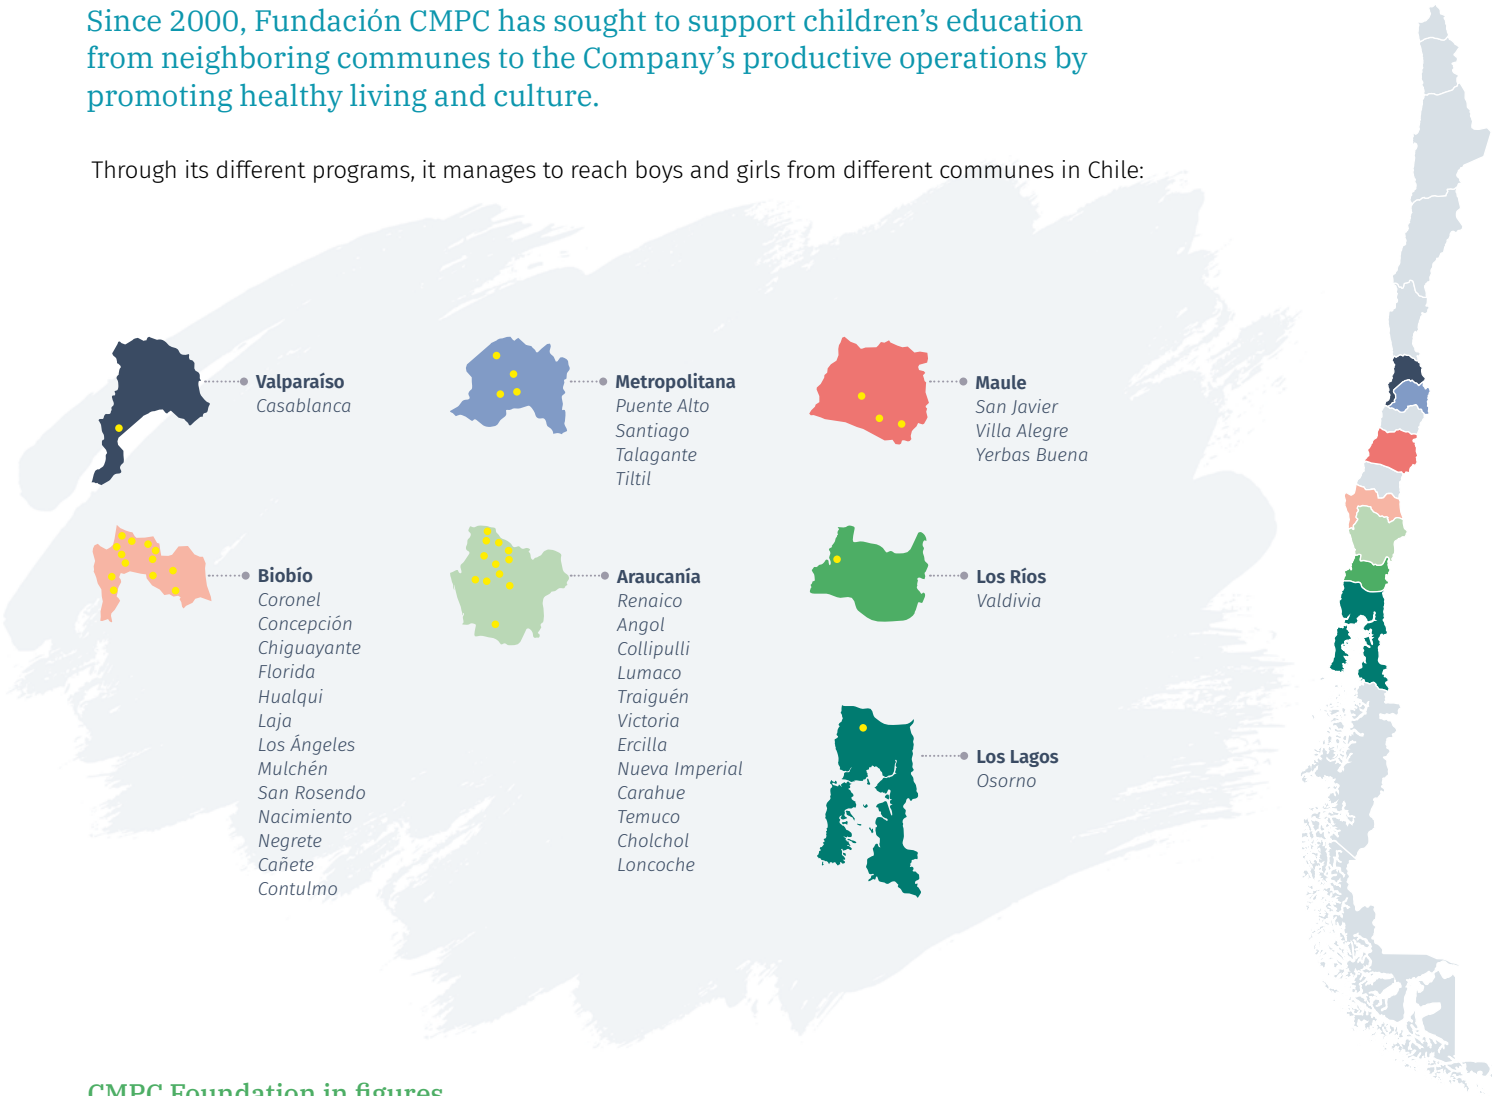 Since 2000, Fundación CMPC has sought to support children’s education
from neighboring communes to the Company’s productive operations by
promoting healthy living and culture.
Through its different programs, it manages to reach boys and girls from different communes in Chile:
Valparaíso
Casablanca
Metropolitana
Puente Alto
Santiago
Talagante
Tiltil
Maule
San Javier
Villa Alegre
Yerbas Buena
Biobío
Coronel
Concepción
Chiguayante
Florida
Hualqui
Laja
Los Ángeles
Mulchén
San Rosendo
Nacimiento
Negrete
Cañete
Contulmo
Araucanía
Renaico
Angol
Collipulli
Lumaco
Traiguén
Victoria
Ercilla
Nueva Imperial
Carahue
Temuco
Cholchol
Loncoche
Los Ríos
Valdivia
Los Lagos
Osorno
CMPC Foundation in figures